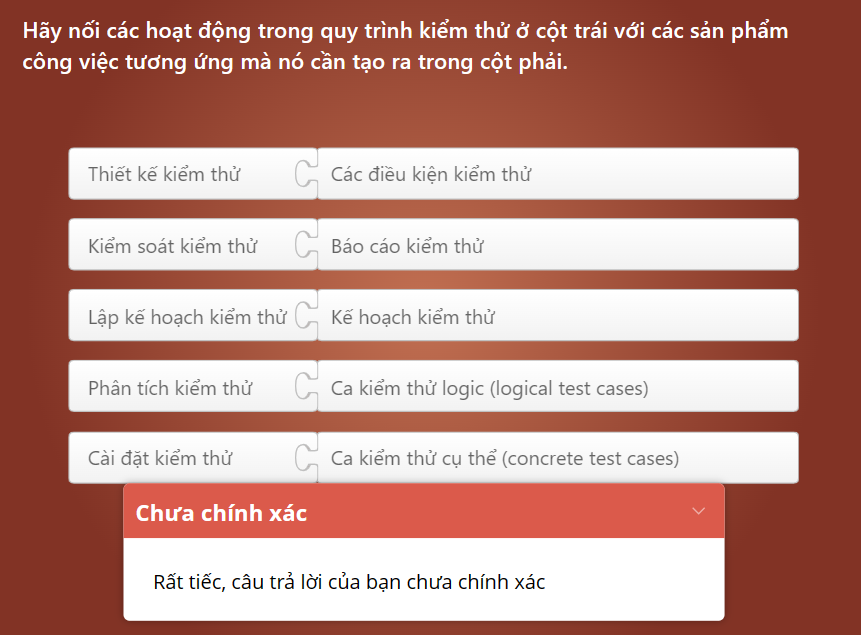 Hãy nối các hoạt động trong quy trình kiểm thử ở cột trái với các sản phẩm
công việc tương ứng mà nó cần tạo ra trong cột phải.
Thiết kế kiểm thử
Các điều kiện kiểm thử
Kiểm soát kiểm thử
Báo cáo kiểm thử
Lập kế hoạch kiểm thử
Kế hoạch kiểm thử
Phân tích kiểm thử
Ca kiểm thử logic (logical test cases)
Cài đặt kiểm thử
Ca kiểm thử cụ thể (concrete test cases)
Chưa chính xác
Rất tiếc, câu trả lời của bạn chưa chính xác